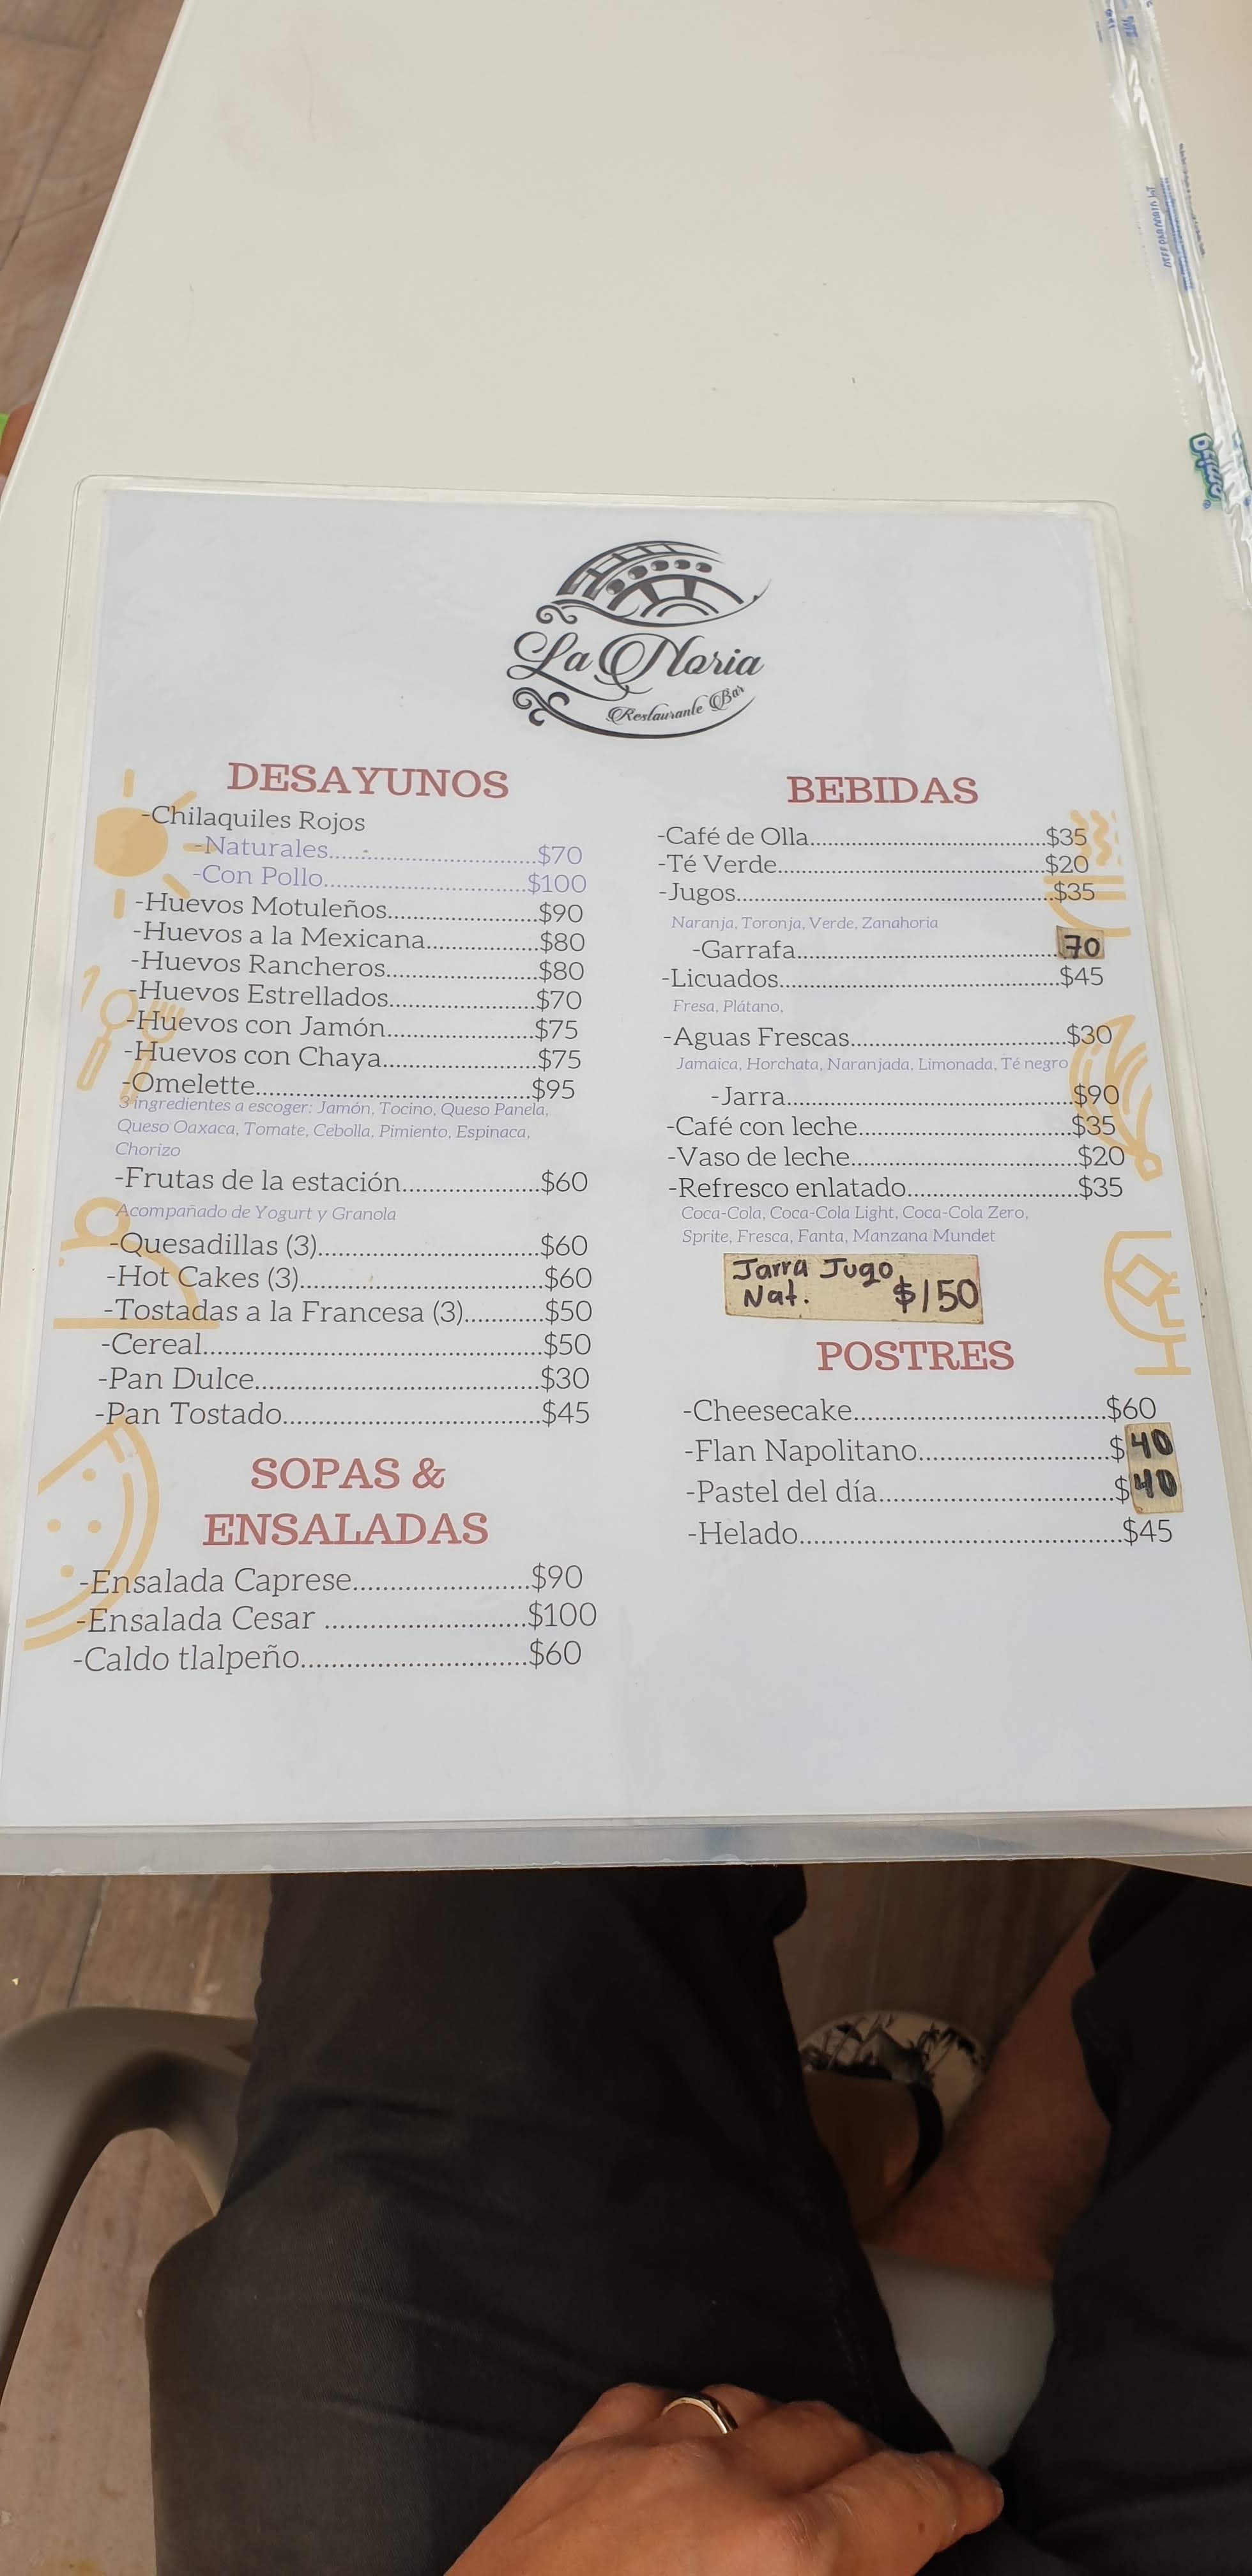 La Noria
Restaurante Bar
DESAYUNOS
-Chilaquiles Rojos
-Naturales..............................$70
-Con Pollo..............................$100
-Huevos Motuleños......................$90
-Huevos a la Mexicana.................$80
-Huevos Rancheros......................$80
-Huevos Estrellados.....................$70
-Huevos con Jamón......................$75
-Huevos con Chaya.......................$75
-Omelette..........................................$95
3 ingredientes a escoger: Jamón, Tocino, Queso Panela,
Queso Oaxaca, Tomate, Cebolla, Pimiento, Espinaca,
Chorizo
-Frutas de la estación....................$60
Acompañado de Yogurt y Granola
-Quesadillas (3)................................$60
-Hot Cakes (3)...................................$60
-Tostadas a la Francesa (3)...........$50
-Cereal................................................$50
-Pan Dulce........................................$30
-Pan Tostado....................................$45
SOPAS &
ENSALADAS
-Ensalada Caprese.......................$90
-Ensalada Cesar ..........................$100
-Caldo tlalpeño.............................$60
BEBIDAS
-Café de Olla....................................$35
-Té Verde.........................................$20
-Jugos................................................$35
Naranja, Toronja, Verde, Zanahoria
-Garrafa.......................................70
-Licuados..........................................$45
Fresa, Plátano,
-Aguas Frescas................................$30
Jamaica, Horchata, Naranjada, Limonada, Té negro
-Jarra..........................................$90
-Café con leche................................$35
-Vaso de leche..................................$20
-Refresco enlatado.........................$35
Coca-Cola, Coca-Cola Light, Coca-Cola Zero,
Sprite, Fresca, Fanta, Manzana Mundet
Jarra Jugo
Nat. $150
POSTRES
-Cheesecake.................................$60
-Flan Napolitano.........................$40
-Pastel del día..............................$40
-Helado..........................................$45